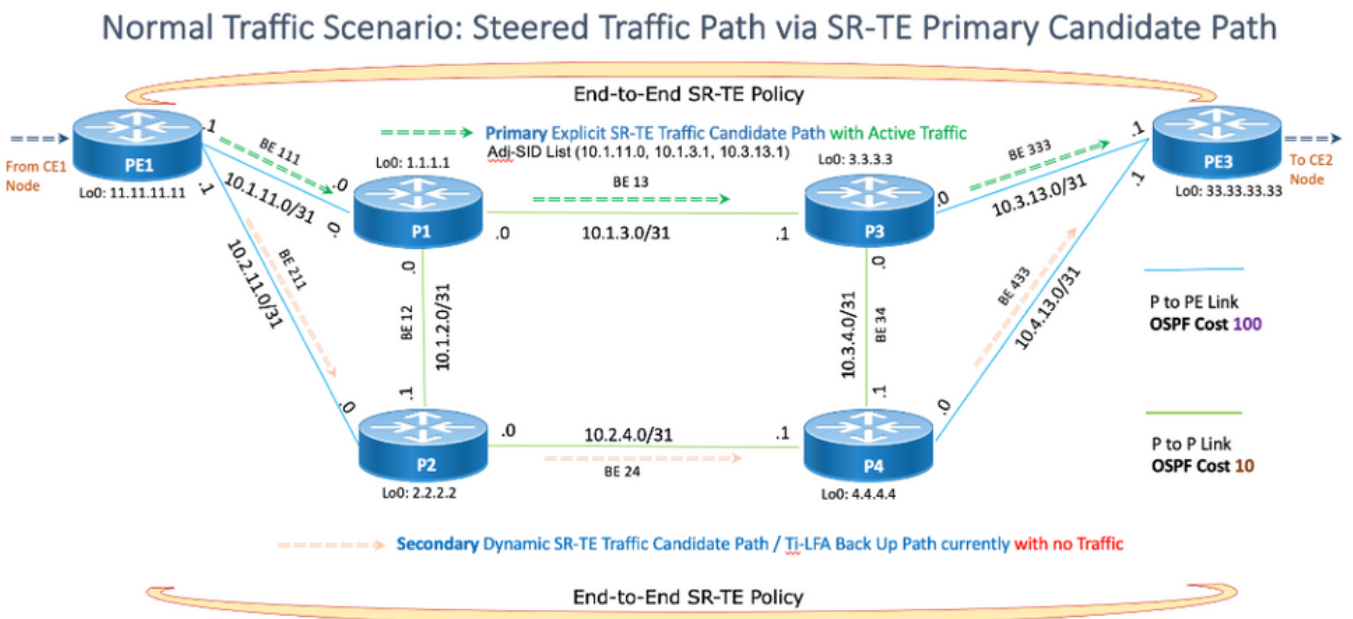 Normal Traffic Scenario: Steered Traffic Path via SR-TE Primary Candidate Path
End-to-End SR-TE Policy
Primary Explicit SR-TE Traffic Candidate Path with Active Traffic
Adj-SID List (10.1.11.0, 10.1.3.1, 10.3.13.1)
From CE1
Node
PE1
Lo0: 11.11.11.11
.1
.1
BE 111
10.1.11.0/31
.0
.0
Lo0: 1.1.1.1
P1
.0
BE 13
10.1.3.0/31
.1
Lo0: 3.3.3.3
P3
.0
BE 333
10.3.13.0/31
.1
.1
PE3
To CE2
Node
Lo0: 33.33.33.33
BE 211
10.2.11.0/31
.0
.0
BE 12
10.1.2.0/31
.1
.0
10.3.4.0/31
BE 34
.1
BE 433
10.4.13.0/31
.0
P to PE Link
OSPF Cost 100
P2
Lo0: 2.2.2.2
.0
10.2.4.0/31
BE 24
.1
P4
Lo0: 4.4.4.4
P to P Link
OSPF Cost 10
Secondary Dynamic SR-TE Traffic Candidate Path / Ti-LFA Back Up Path currently with no Traffic
End-to-End SR-TE Policy